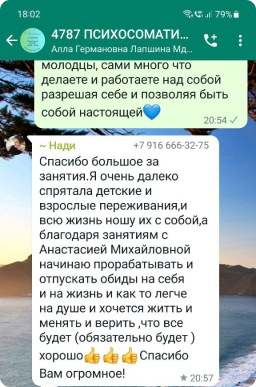 18:02
79%
4787 ПСИХОСОМАТИ...
Алла Германовна Лапшина Мд...
молодцы, сами много что
делаете и работаете над собой
разрешая себе и позволяя быть
собой настоящей💙
20:54
~ Нади +7 916 666-32-75
Спасибо большое за
занятия.Я очень далеко
спрятала детские и
взрослые переживания,и
всю жизнь ношу их с собой,а
благодаря занятиям с
Анастасией Михайловной
начинаю прорабатывать и
отпускать обиды на себя
и на жизнь и как то легче
на душе и хочется жить и
менять и верить ,что все
будет (обязательно будет )
хорошо👍👍👍Спасибо
Вам огромное!
★ 20:57